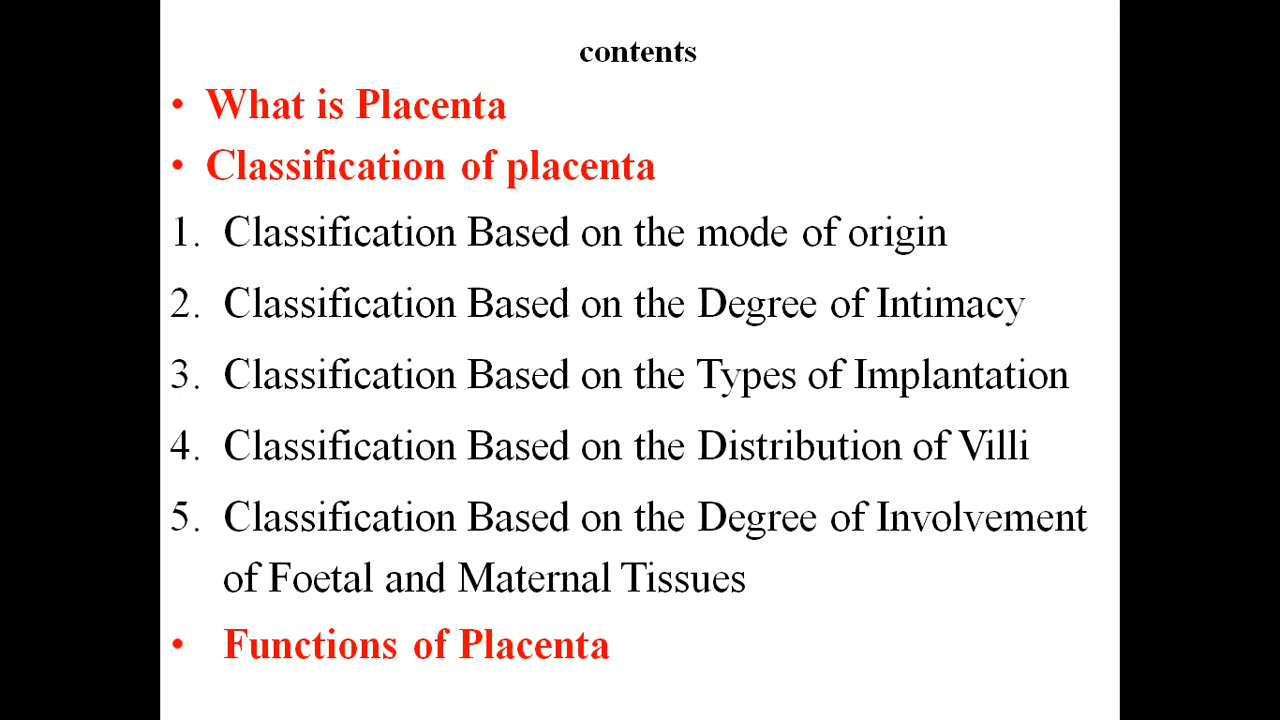 contents
• What is Placenta
• Classification of placenta
1. Classification Based on the mode of origin
2. Classification Based on the Degree of Intimacy
3. Classification Based on the Types of Implantation
4. Classification Based on the Distribution of Villi
5. Classification Based on the Degree of Involvement
of Foetal and Maternal Tissues
• Functions of Placenta